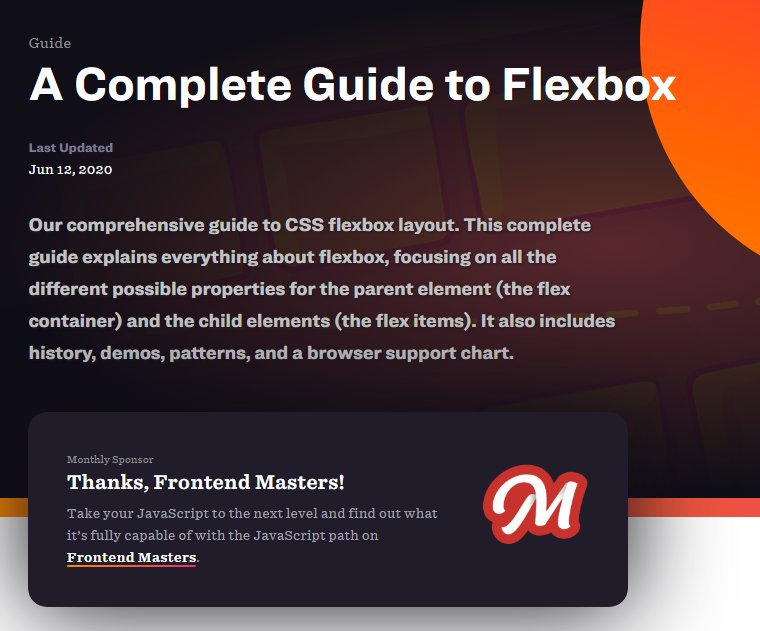 Guide
A Complete Guide to Flexbox
Last Updated
Jun 12, 2020
Our comprehensive guide to CSS flexbox layout. This complete
guide explains everything about flexbox, focusing on all the
different possible properties for the parent element (the flex
container) and the child elements (the flex items). It also includes
history, demos, patterns, and a browser support chart.
Monthly Sponsor
Thanks, Frontend Masters!
Take your JavaScript to the next level and find out what
it’s fully capable of with the JavaScript path on
Frontend Masters.
M